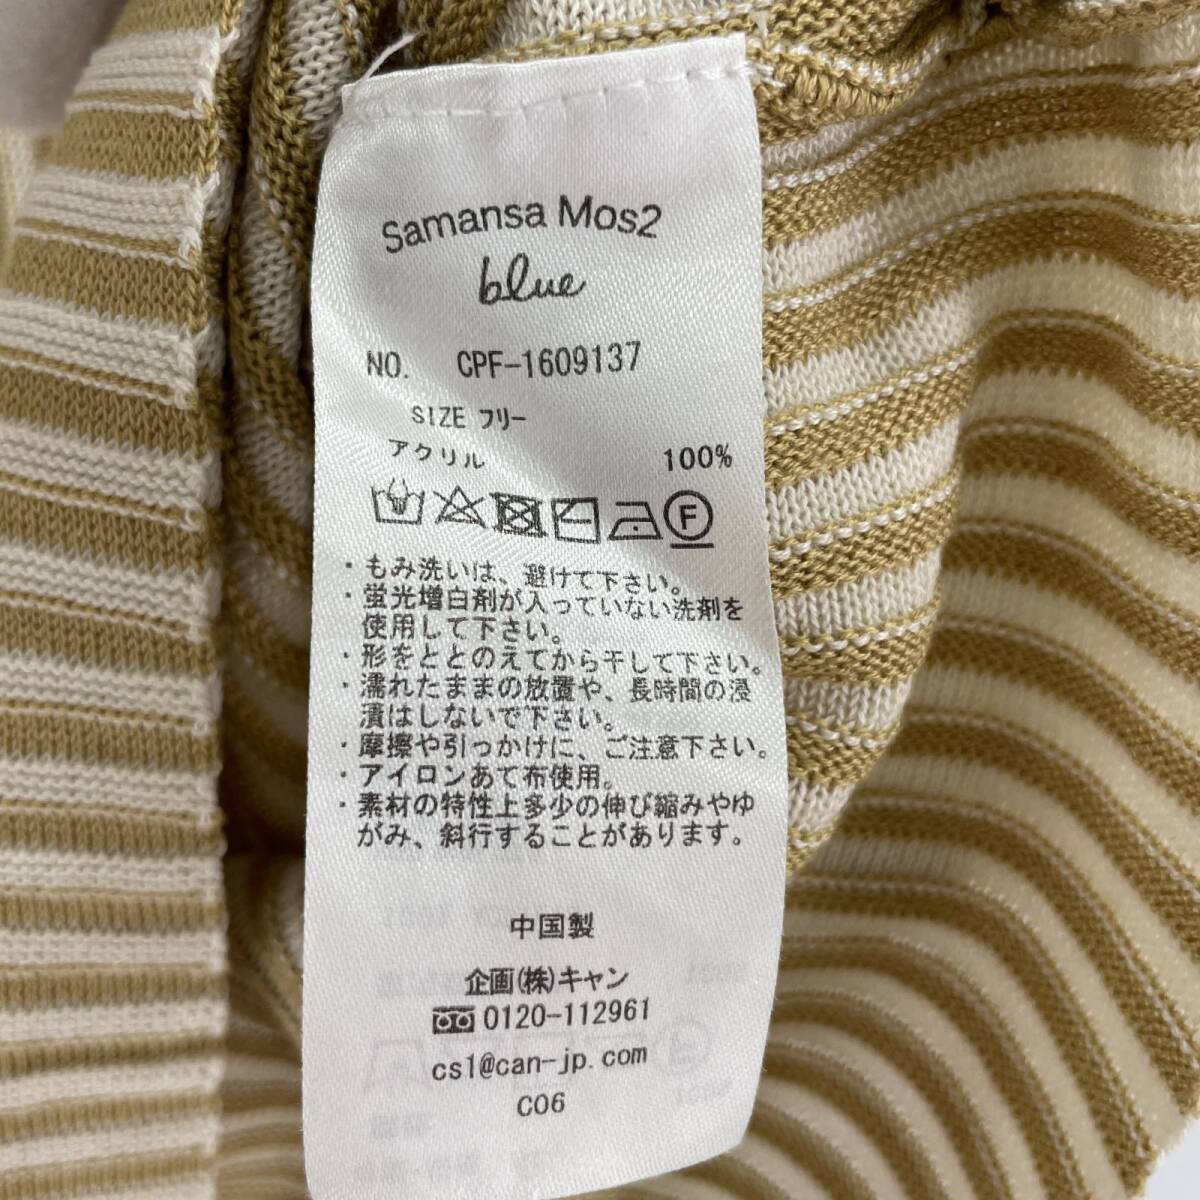 Samansa Mos2
blue
NO. CPF-1609137
SIZE フリー
アクリル 100%
F
・もみ洗いは、避けて下さい。
・蛍光増白剤が入っていない洗剤を
使用して下さい。
・形をととのえてから干して下さい。
・濡れたままの放置や、長時間の浸
漬はしないで下さい。
・摩擦や引っかけに、ご注意下さい。
・アイロンあて布使用。
・素材の特性上多少の伸び縮みやゆ
がみ、斜行することがあります。
中国製
企画(株)キャン
0120-112961
cs1@can-jp.com
C06